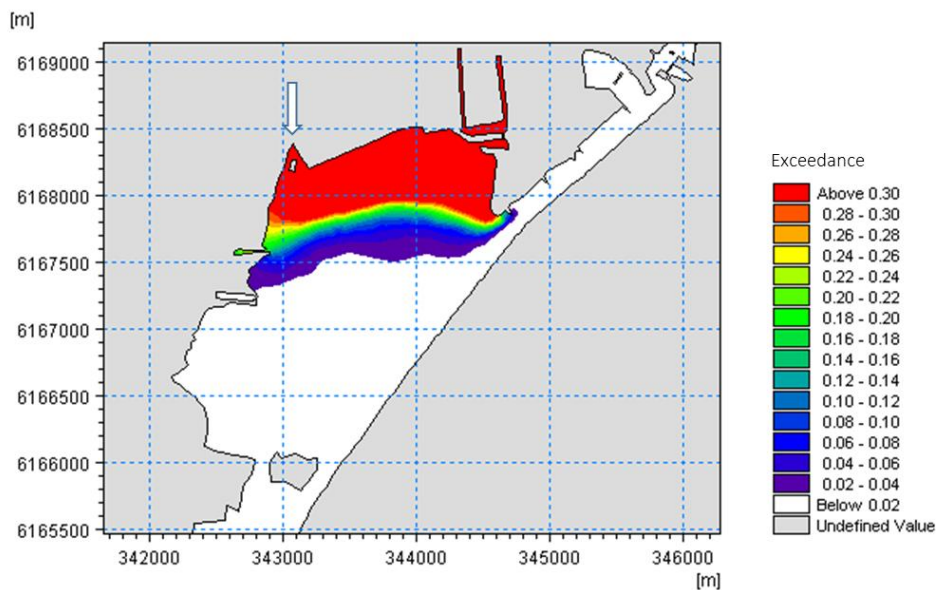 [m]
6169000
6168500
6168000
6167500
6167000
6166500
6166000
6165500
342000 343000 344000 345000 346000
[m]
Exceedance
Above 0.30
0.28 - 0.30
0.26 - 0.28
0.24 - 0.26
0.22 - 0.24
0.20 - 0.22
0.18 - 0.20
0.16 - 0.18
0.14 - 0.16
0.12 - 0.14
0.10 - 0.12
0.08 - 0.10
0.06 - 0.08
0.04 - 0.06
0.02 - 0.04
Below 0.02
Undefined Value